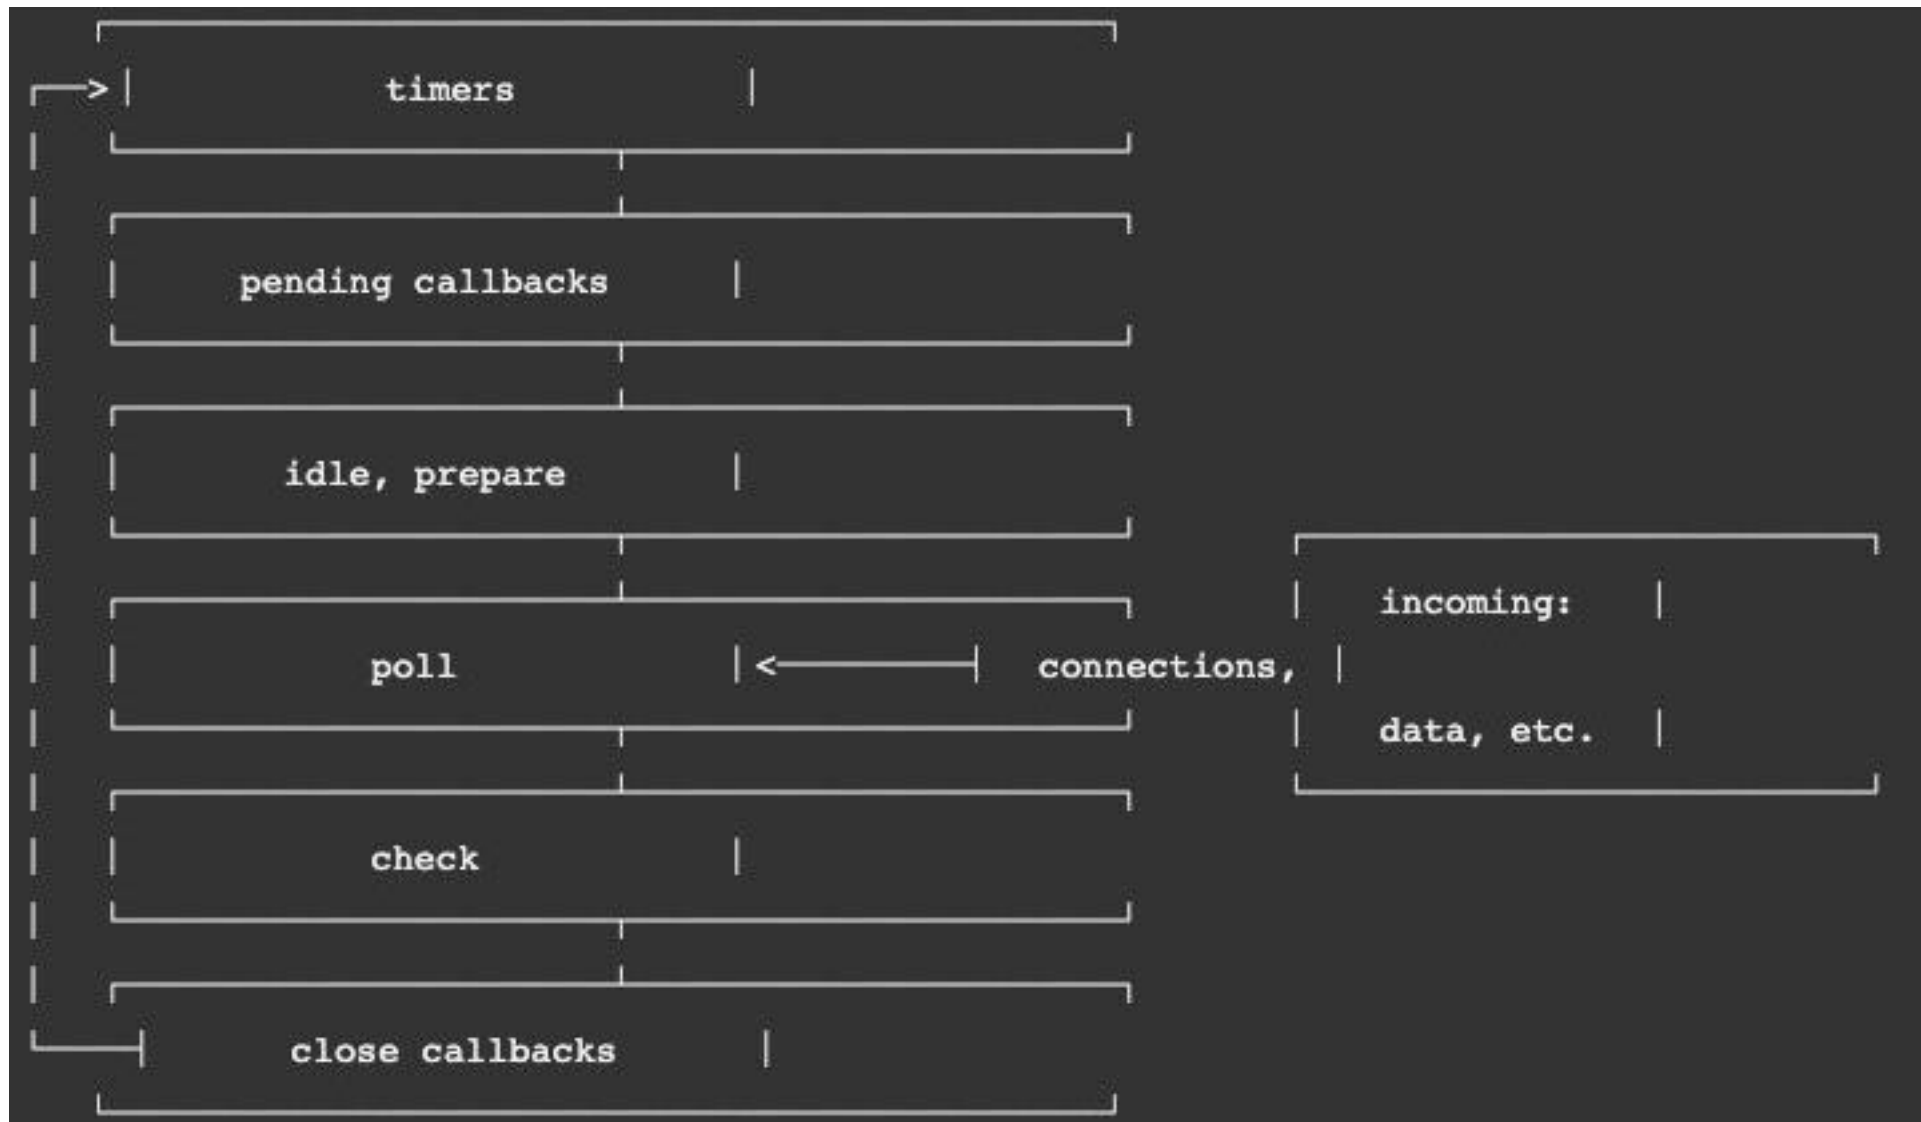 timers
pending callbacks
idle, prepare
incoming:
poll
connections,
data, etc.
check
close callbacks